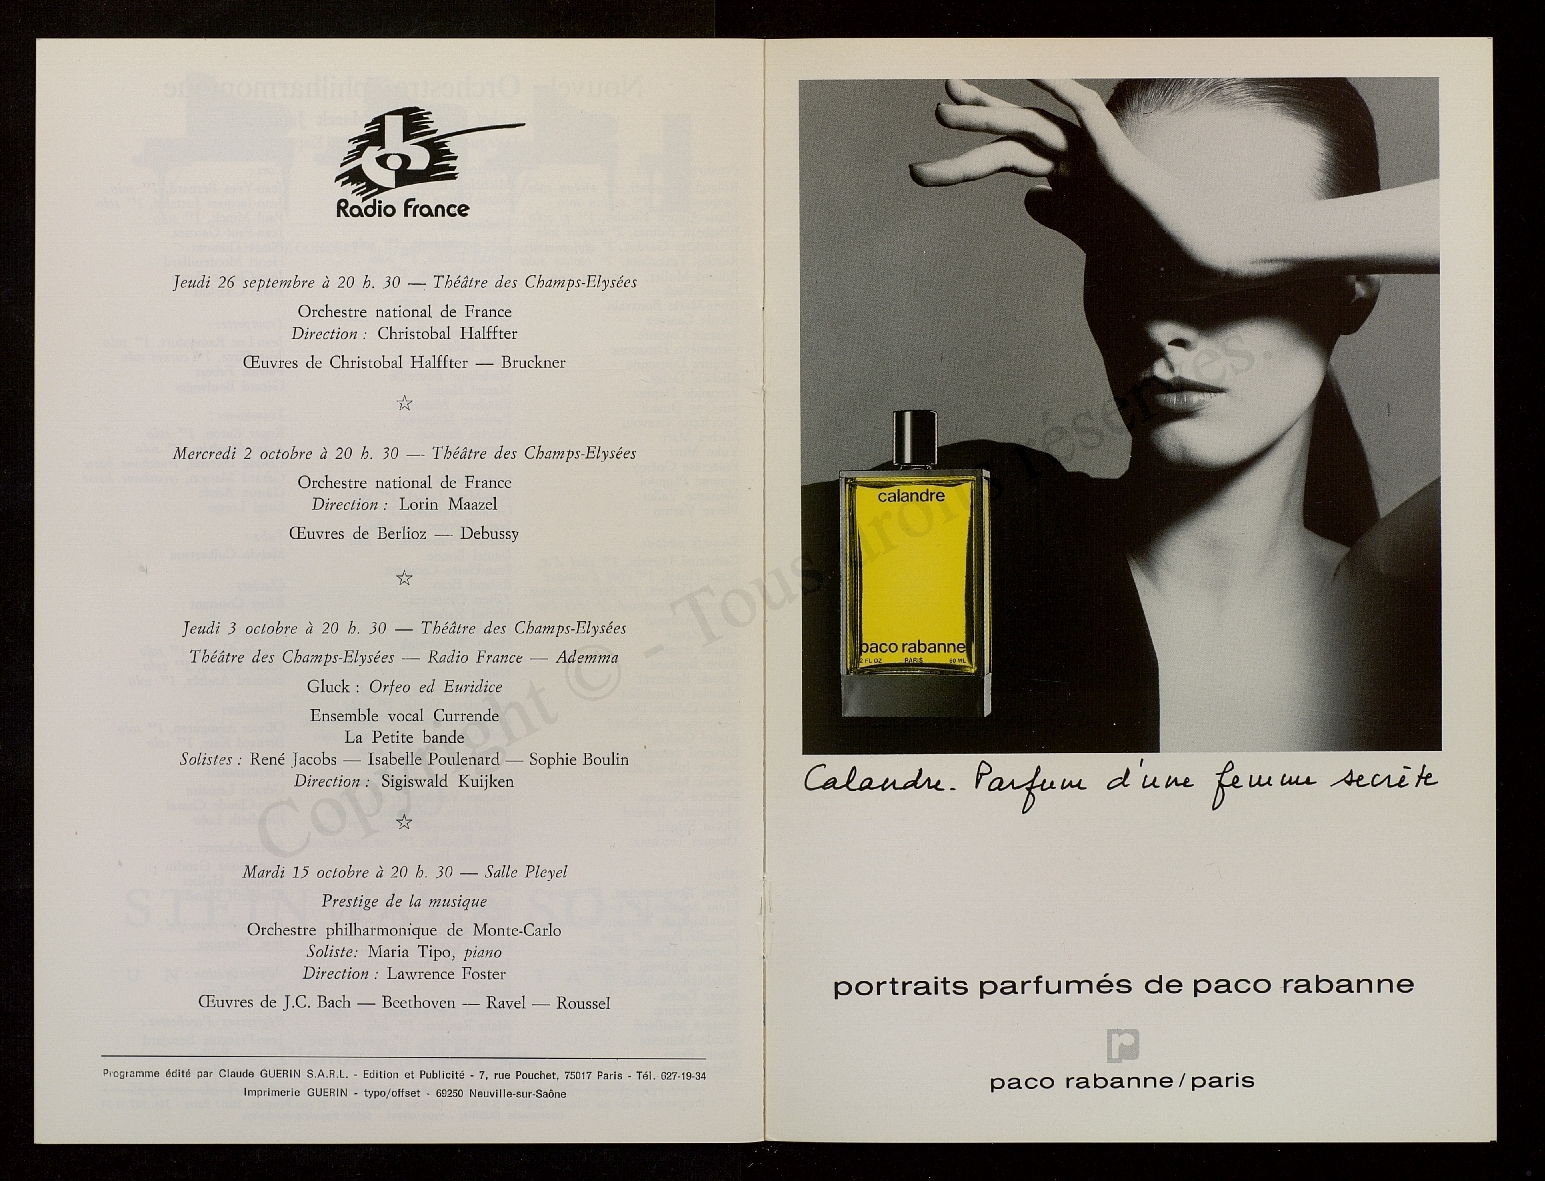 Radio France
Jeudi 26 septembre à 20 h. 30 — Théâtre des Champs-Elysées
Orchestre national de France
Direction : Christobal Halffter
Œuvres de Christobal Halffter — Bruckner
☆
Mercredi 2 octobre à 20 h. 30 — Théâtre des Champs-Elysées
Orchestre national de France
Direction : Lorin Maazel
Œuvres de Berlioz — Debussy
☆
Jeudi 3 octobre à 20 h. 30 — Théâtre des Champs-Elysées
Théâtre des Champs-Elysées — Radio France — Ademma
Gluck : Orfeo ed Euridice
Ensemble vocal Currende
La Petite bande
Solistes : René Jacobs — Isabelle Poulenard — Sophie Boulin
Direction : Sigiswald Kuijken
☆
Mardi 15 octobre à 20 h. 30 — Salle Pleyel
Prestige de la musique
Orchestre philharmonique de Monte-Carlo
Soliste: Maria Tipo, piano
Direction : Lawrence Foster
Œuvres de J.C. Bach — Beethoven — Ravel — Roussel
Programme édité par Claude GUERIN S.A.R.L. - Edition et Publicité - 7, rue Pouchet, 75017 Paris - Tél. 627-19-34
Imprimerie GUERIN - typo/offset - 69250 Neuville-sur-Saône
calandre
paco rabanne
2 FL OZ PARIS 60 ML
Calandre. Parfum d'une femme secrète
portraits parfumés de paco rabanne
paco rabanne/paris
Copyright © - Tous droits réservés.